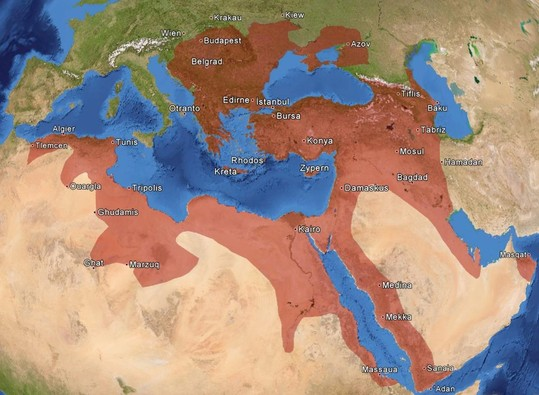 Krakau
Kiew
Wien
Budapest
Azov
Belgrad
Tiflis
Otranto
Edirne
Istanbul
Baku
Bursa
Algier
Tunis
Tabriz
Tlemcen
Konya
Mosul
Rhodos
Hamadan
Kreta
Zypern
Bagdad
Ouargla
Tripolis
Damaskus
Ghudamis
Kairo
Masqat
Ghat
Marzuq
Medina
Mekka
Massaua
Sanaa
Adan